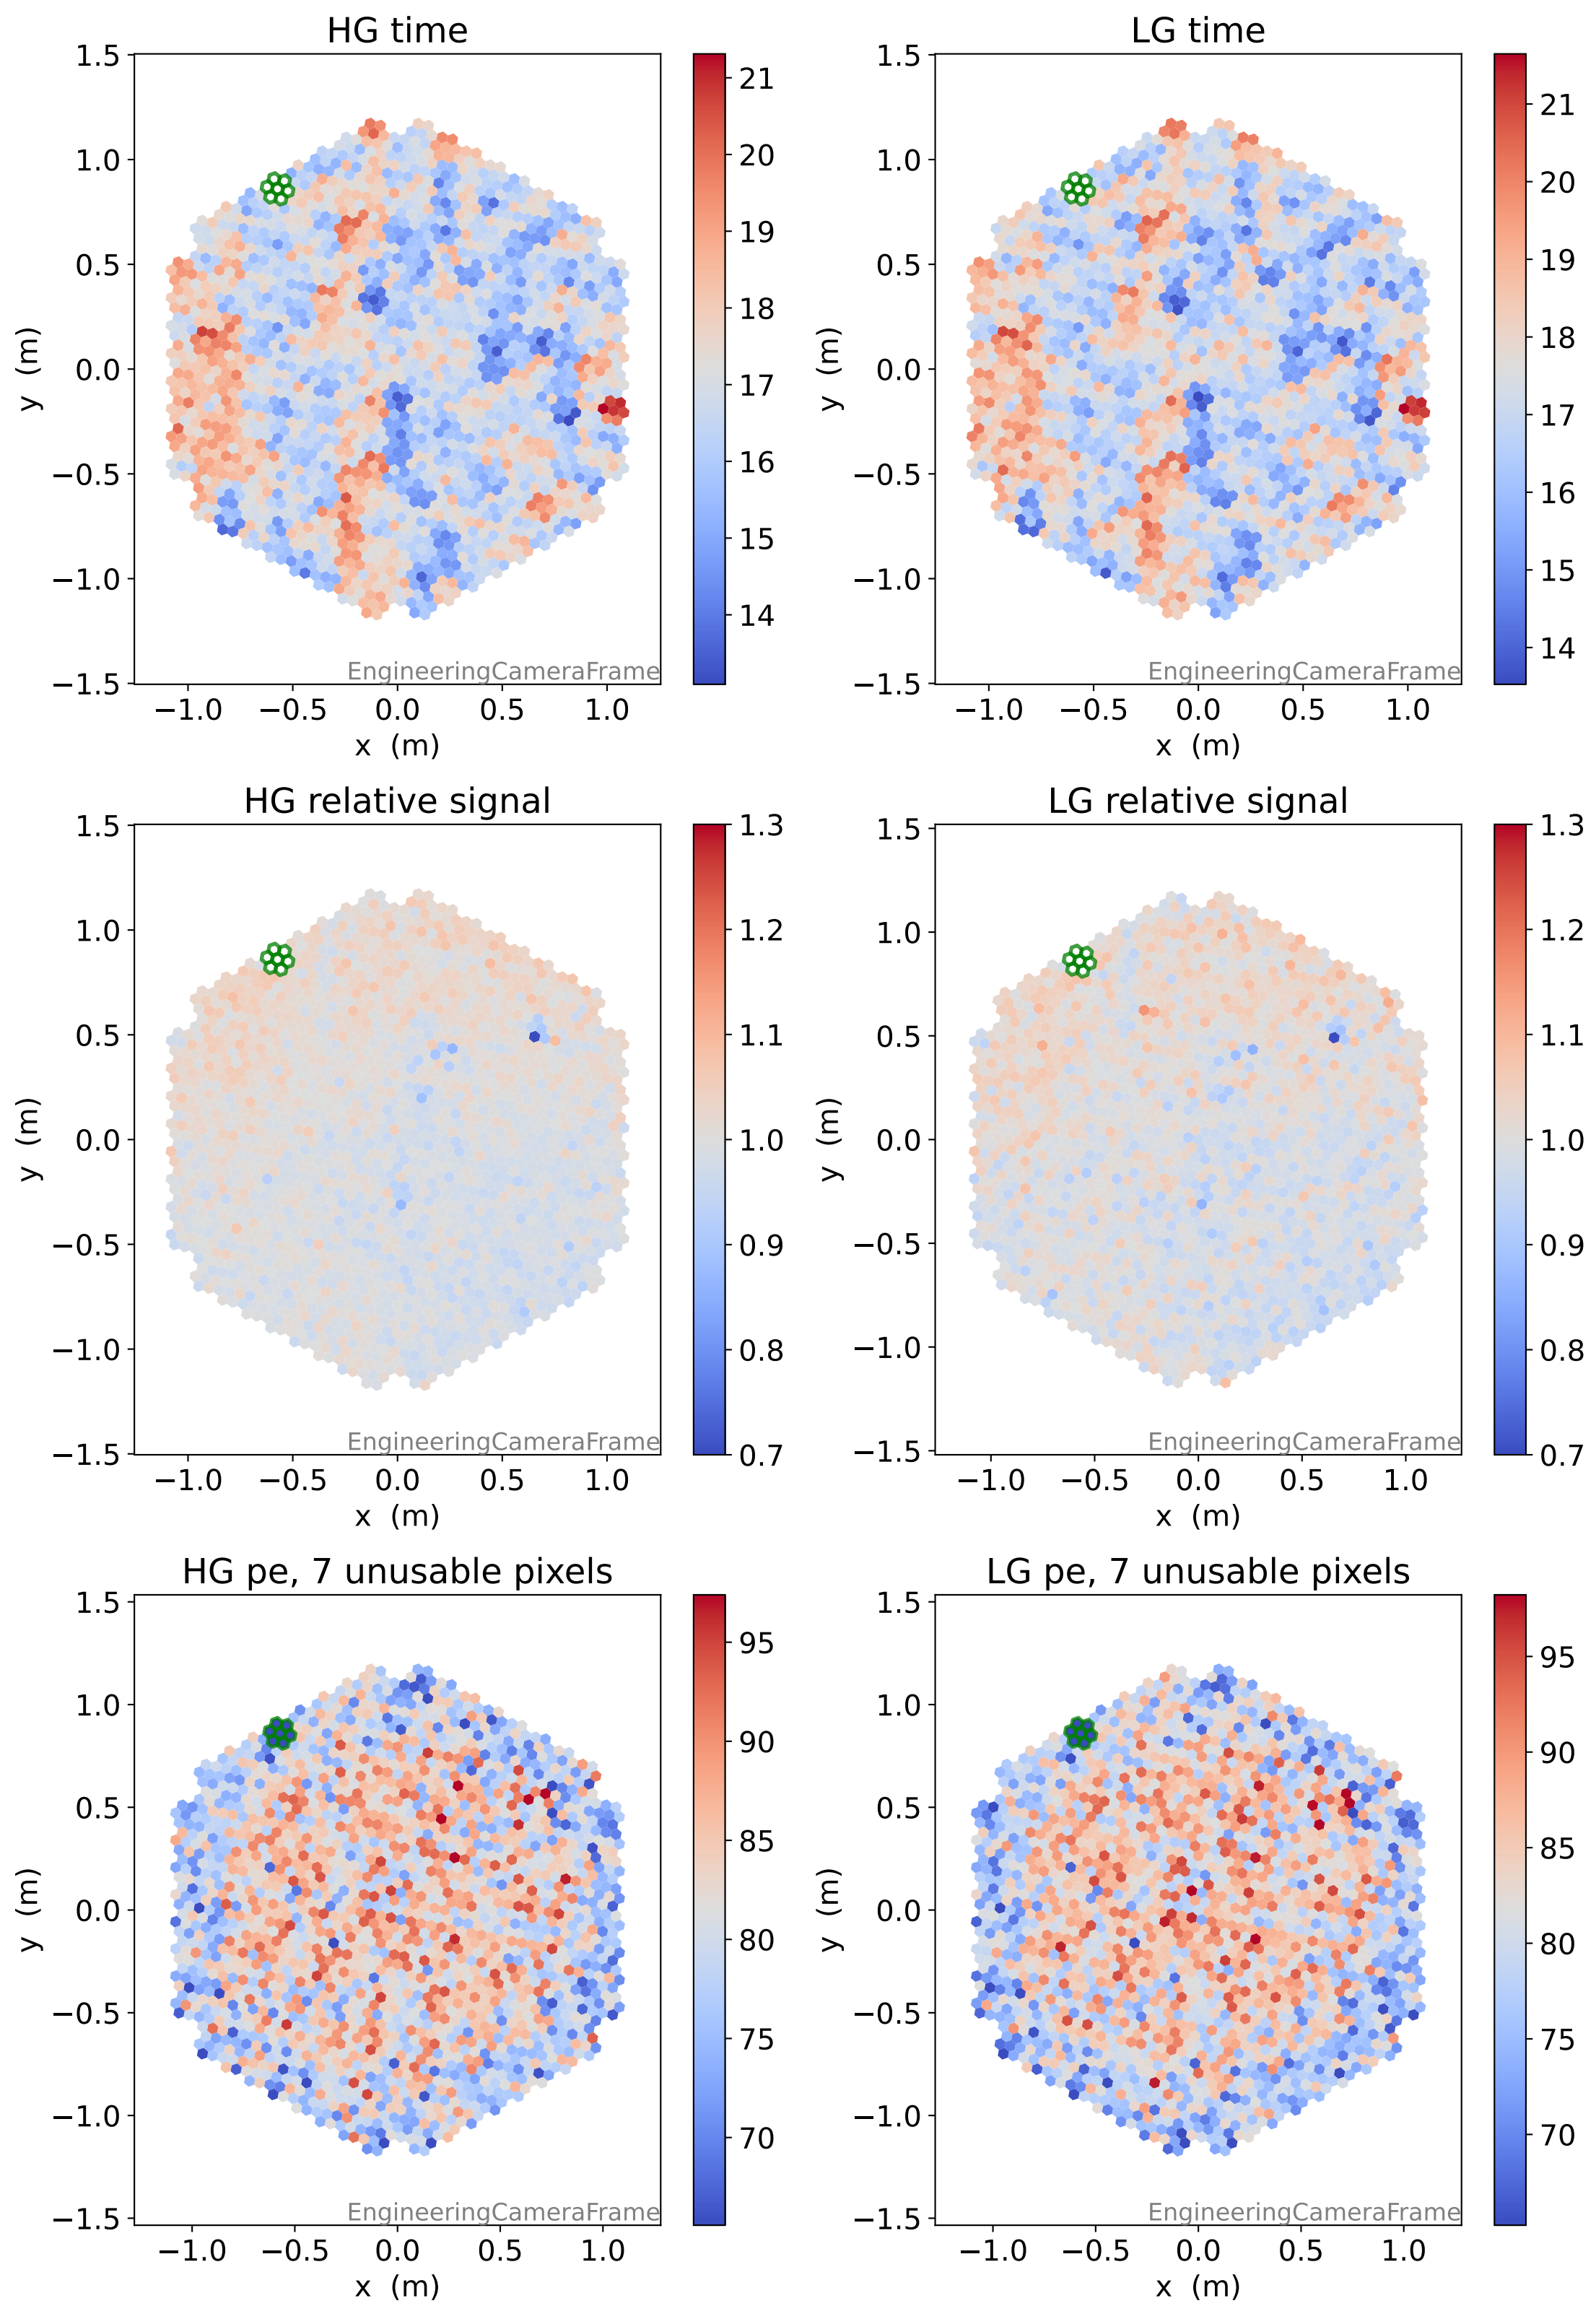 HG time
1.5
1.0
0.5
0.0
−0.5
−1.0
−1.5
y (m)
−1.0 −0.5 0.0 0.5 1.0
x (m)
EngineeringCameraFrame
21
20
19
18
17
16
15
14
LG time
1.5
1.0
0.5
0.0
−0.5
−1.0
−1.5
y (m)
−1.0 −0.5 0.0 0.5 1.0
x (m)
EngineeringCameraFrame
21
20
19
18
17
16
15
14
HG relative signal
1.5
1.0
0.5
0.0
−0.5
−1.0
−1.5
y (m)
−1.0 −0.5 0.0 0.5 1.0
x (m)
EngineeringCameraFrame
1.3
1.2
1.1
1.0
0.9
0.8
0.7
LG relative signal
1.5
1.0
0.5
0.0
−0.5
−1.0
−1.5
y (m)
−1.0 −0.5 0.0 0.5 1.0
x (m)
EngineeringCameraFrame
1.3
1.2
1.1
1.0
0.9
0.8
0.7
HG pe, 7 unusable pixels
1.5
1.0
0.5
0.0
−0.5
−1.0
−1.5
y (m)
−1.0 −0.5 0.0 0.5 1.0
x (m)
EngineeringCameraFrame
95
90
85
80
75
70
LG pe, 7 unusable pixels
1.5
1.0
0.5
0.0
−0.5
−1.0
−1.5
y (m)
−1.0 −0.5 0.0 0.5 1.0
x (m)
EngineeringCameraFrame
95
90
85
80
75
70